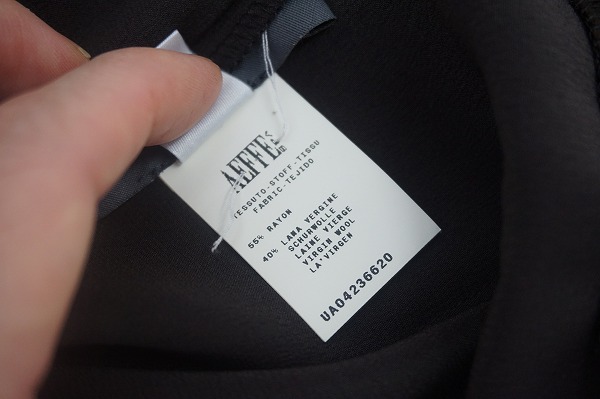 AEFFE
TESSUTO-STOFF-TISSU
FABRIC-TEJIDO
55% RAYON
40% LANA VERGINE
SCHURWOLLE
LAINE VIERGE
VIRGIN WOOL
LA'VIRGEN
UA04236620